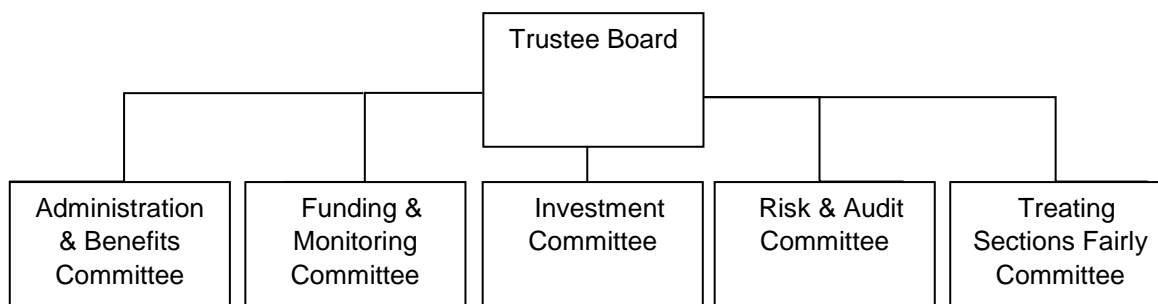 Trustee Board
Administration
& Benefits
Committee
Funding &
Monitoring
Committee
Investment
Committee
Risk & Audit
Committee
Treating
Sections Fairly
Committee